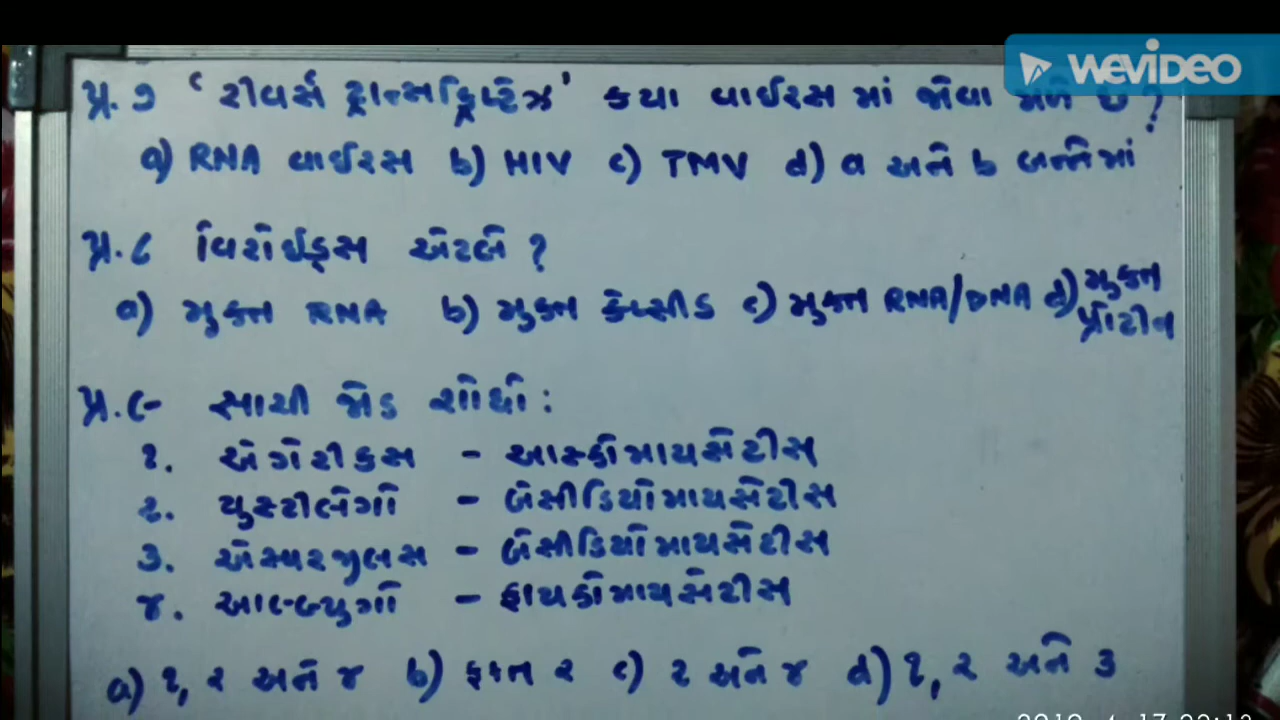 WEVIDEO
પ્ર. ૭ ‘રીવર્સ ટ્રાન્સક્રિપ્ટેઝ’ કયા વાઈરસ માં જોવા મળે છે ?
a) RNA વાઈરસ b) HIV c) TMV d) a અને b બન્નેમાં
પ્ર. ૮ વિરોઈડ્સ એટલે ?
a) મુક્ત RNA b) મુક્ત કેપ્સીડ c) મુક્ત RNA/DNA d) મુક્ત પ્રોટીન
પ્ર. ૯ સાચી જોડ શોધો :
૧. એગેરીકસ - આસ્કોમાયસેટીસ
૨. યુસ્ટીલેગો - બેસીડિયોમાયસેટીસ
૩. એસ્પરજીલસ - બેસીડિયોમાયસેટીસ
૪. આલ્બ્યુગો - ફાયકોમાયસેટીસ
a) ૧, ૨ અને ૪ b) ફક્ત ૨ c) ૨ અને ૪ d) ૧, ૨ અને ૩